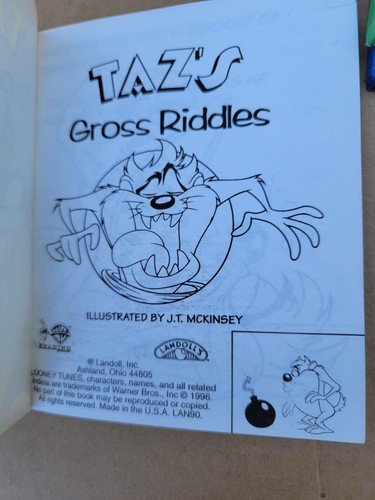 TAZ'S
Gross Riddles
ILLUSTRATED BY J.T. MCKINSEY
LANDOLL'S
READING
® Landoll, Inc.
Ashland, Ohio 44805
LOONEY TUNES, characters, names, and all related
indicia are trademarks of Warner Bros., Inc © 1996.
No part of this book may be reproduced or copied.
All rights reserved. Made in the U.S.A. LAN90.